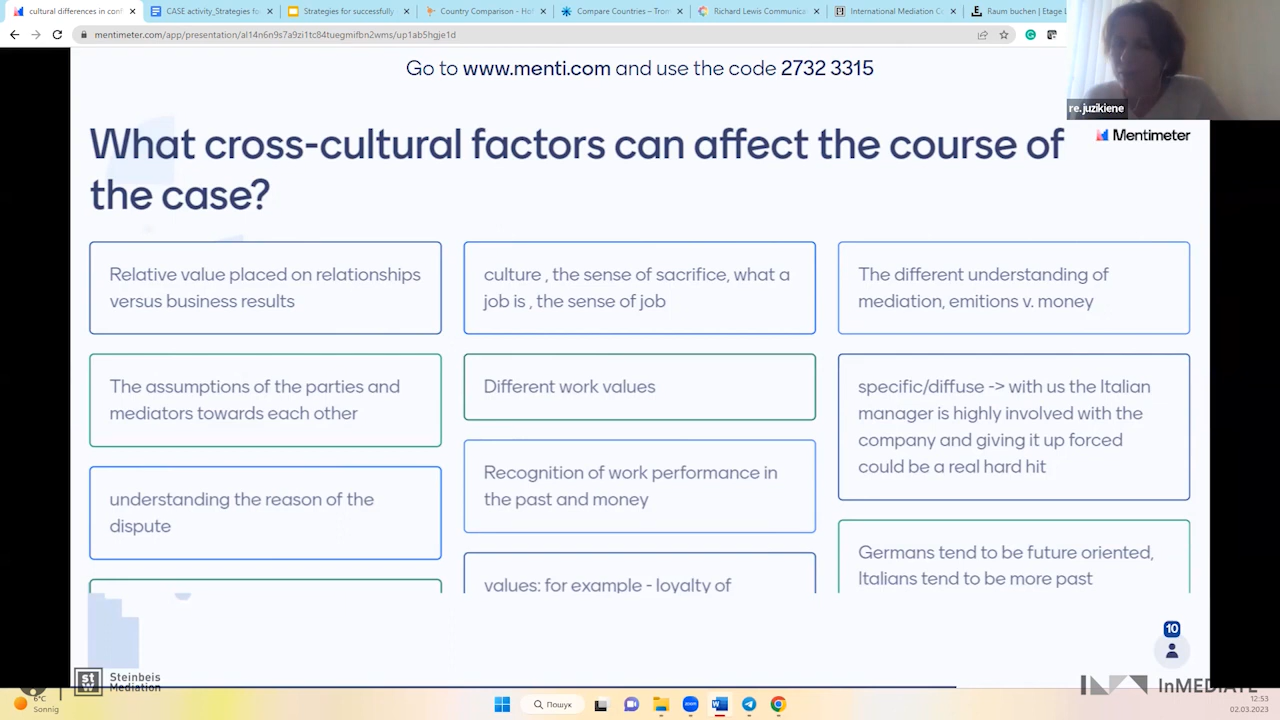 cultural differences in conf
CASE activity_Strategies fo
Strategies for successfully
Country Comparison - Hof
Compare Countries – Trom
Richard Lewis Communica
International Mediation Co
Raum buchen | Etage L
mentimeter.com/app/presentation/al14n6n9s7a9zi1tc84tuegmifbn2wms/up1ab5hgje1d
re.juzikiene
Go to www.menti.com and use the code 2732 3315
What cross-cultural factors can affect the course of
the case?
Mentimeter
Relative value placed on relationships
versus business results
The assumptions of the parties and
mediators towards each other
understanding the reason of the
dispute
culture , the sense of sacrifice, what a
job is , the sense of job
Different work values
Recognition of work performance in
the past and money
values: for example - loyalty of
The different understanding of
mediation, emitions v. money
specific/diffuse -> with us the Italian
manager is highly involved with the
company and giving it up forced
could be a real hard hit
Germans tend to be future oriented,
Italians tend to be more past
10
stw
Steinbeis
Mediation
InMEDIATE
6°C
Sonnig
Пошук
12:53
02.03.2023